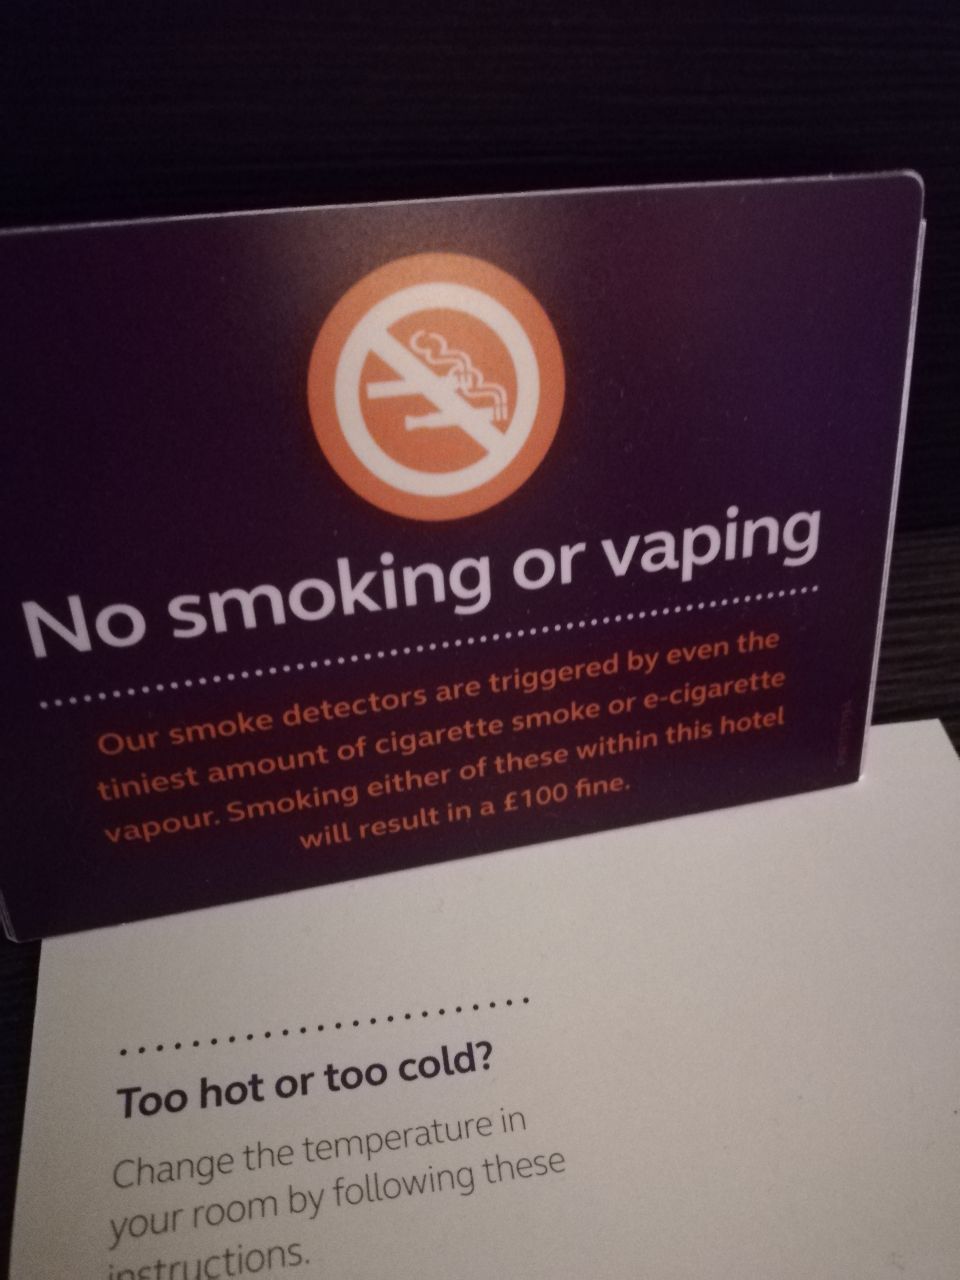 No smoking or vaping
Our smoke detectors are triggered by even the
tiniest amount of cigarette smoke or e-cigarette
vapour. Smoking either of these within this hotel
will result in a £100 fine.
Too hot or too cold?
Change the temperature in
your room by following these
instructions.